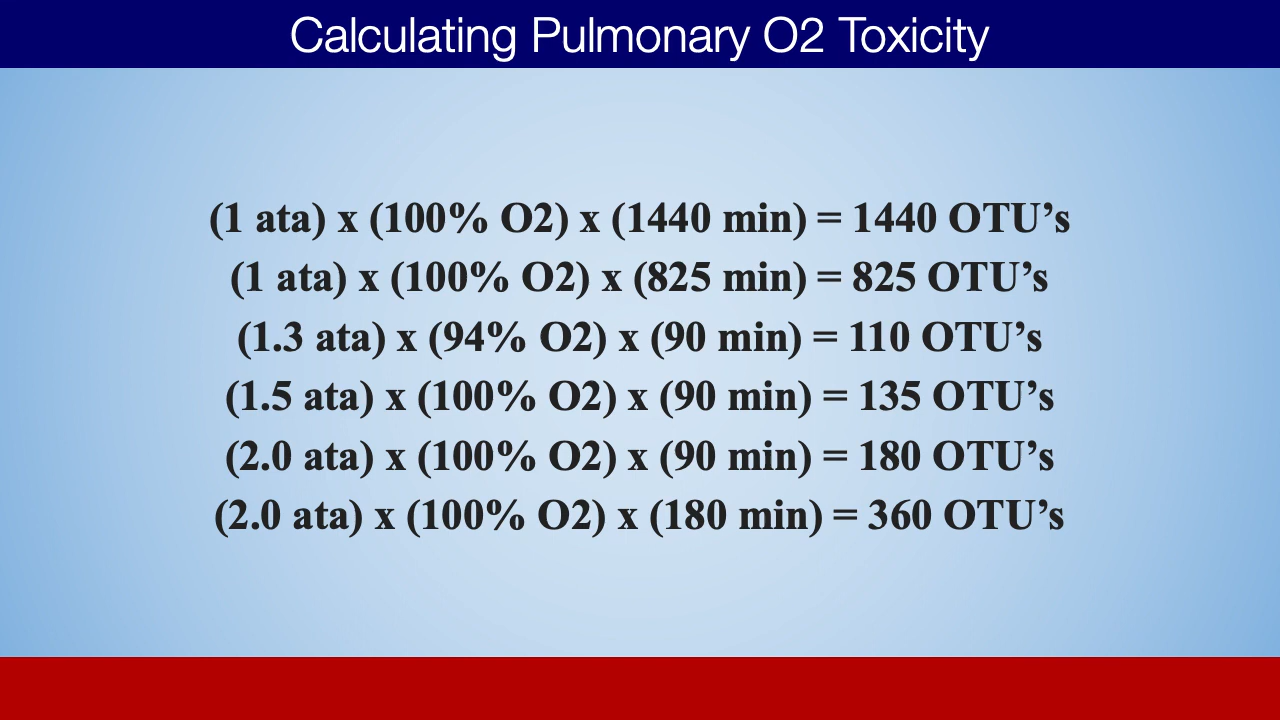 Calculating Pulmonary O2 Toxicity
(1 ata) x (100% O2) x (1440 min) = 1440 OTU’s
(1 ata) x (100% O2) x (825 min) = 825 OTU’s
(1.3 ata) x (94% O2) x (90 min) = 110 OTU’s
(1.5 ata) x (100% O2) x (90 min) = 135 OTU’s
(2.0 ata) x (100% O2) x (90 min) = 180 OTU’s
(2.0 ata) x (100% O2) x (180 min) = 360 OTU’s